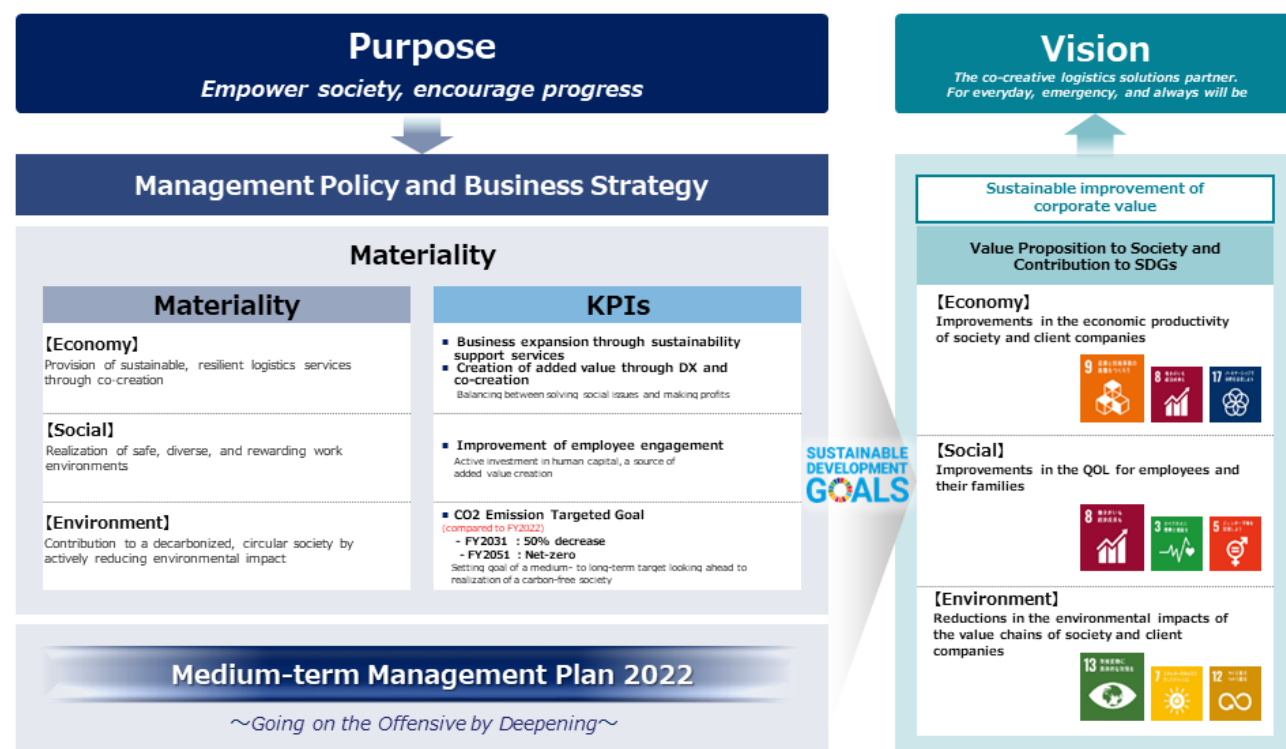 Purpose
Empower society, encourage progress
Management Policy and Business Strategy
Materiality
Materiality
【Economy】
Provision of sustainable, resilient logistics services
through co-creation
【Social】
Realization of safe, diverse, and rewarding work
environments
【Environment】
Contribution to a decarbonized, circular society by
actively reducing environmental impact
KPIs
▪ Business expansion through sustainability
support services
▪ Creation of added value through DX and
co-creation
Balancing between solving social issues and making profits
▪ Improvement of employee engagement
Active investment in human capital, a source of
added value creation
▪ CO2 Emission Targeted Goal
(compared to FY2022)
- FY2031 : 50% decrease
- FY2051 : Net-zero
Setting goal of a medium- to long-term target looking ahead to
realization of a carbon-free society
Medium-term Management Plan 2022
～Going on the Offensive by Deepening～
SUSTAINABLE
DEVELOPMENT
GOALS
Vision
The co-creative logistics solutions partner.
For everyday, emergency, and always will be
Sustainable improvement of
corporate value
Value Proposition to Society and
Contribution to SDGs
【Economy】
Improvements in the economic productivity
of society and client companies
9
8
17
【Social】
Improvements in the QOL for employees and
their families
8
3
5
【Environment】
Reductions in the environmental impacts of
the value chains of society and client
companies
13
7
12